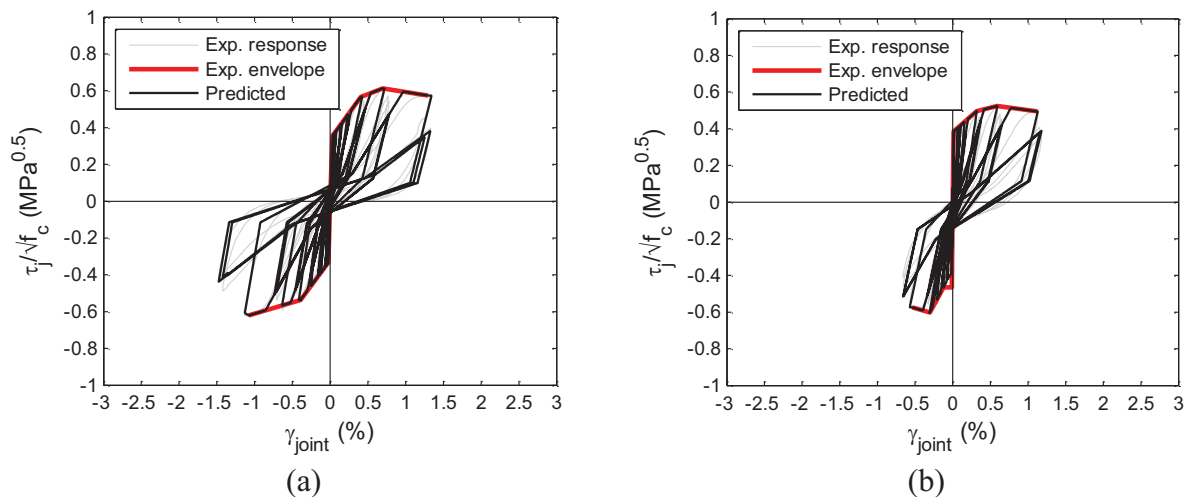 1
0.8
0.6
0.4
0.2
0
-0.2
-0.4
-0.6
-0.8
-1
τj/√fc (MPa^0.5)
Exp. response
Exp. envelope
Predicted
-3 -2.5 -2 -1.5 -1 -0.5 0 0.5 1 1.5 2 2.5 3
γjoint (%)
(a)
1
0.8
0.6
0.4
0.2
0
-0.2
-0.4
-0.6
-0.8
-1
τj/√fc (MPa^0.5)
Exp. response
Exp. envelope
Predicted
-3 -2.5 -2 -1.5 -1 -0.5 0 0.5 1 1.5 2 2.5 3
γjoint (%)
(b)